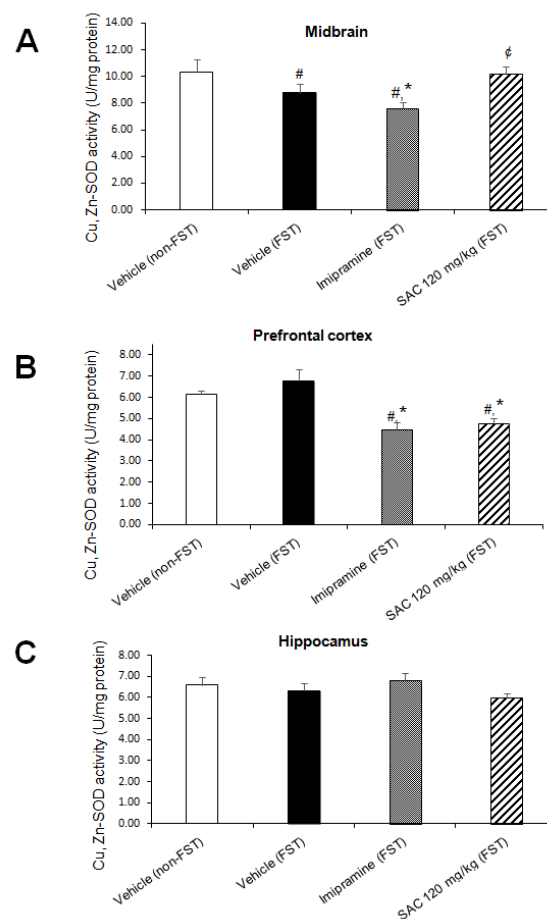 A
Midbrain
Cu, Zn-SOD activity (U/mg protein)
14.00
12.00
10.00
8.00
6.00
4.00
2.00
0.00
#
#,*
¢
Vehicle (non-FST)
Vehicle (FST)
Imipramine (FST)
SAC 120 mg/kg (FST)
B
Prefrontal cortex
Cu, Zn-SOD activity (U/mg protein)
8.00
7.00
6.00
5.00
4.00
3.00
2.00
1.00
0.00
#,*
#,*
Vehicle (non-FST)
Vehicle (FST)
Imipramine (FST)
SAC 120 mg/kg (FST)
C
Hippocamus
Cu, Zn-SOD activity (U/mg protein)
9.00
8.00
7.00
6.00
5.00
4.00
3.00
2.00
1.00
0.00
Vehicle (non-FST)
Vehicle (FST)
Imipramine (FST)
SAC 120 mg/kg (FST)